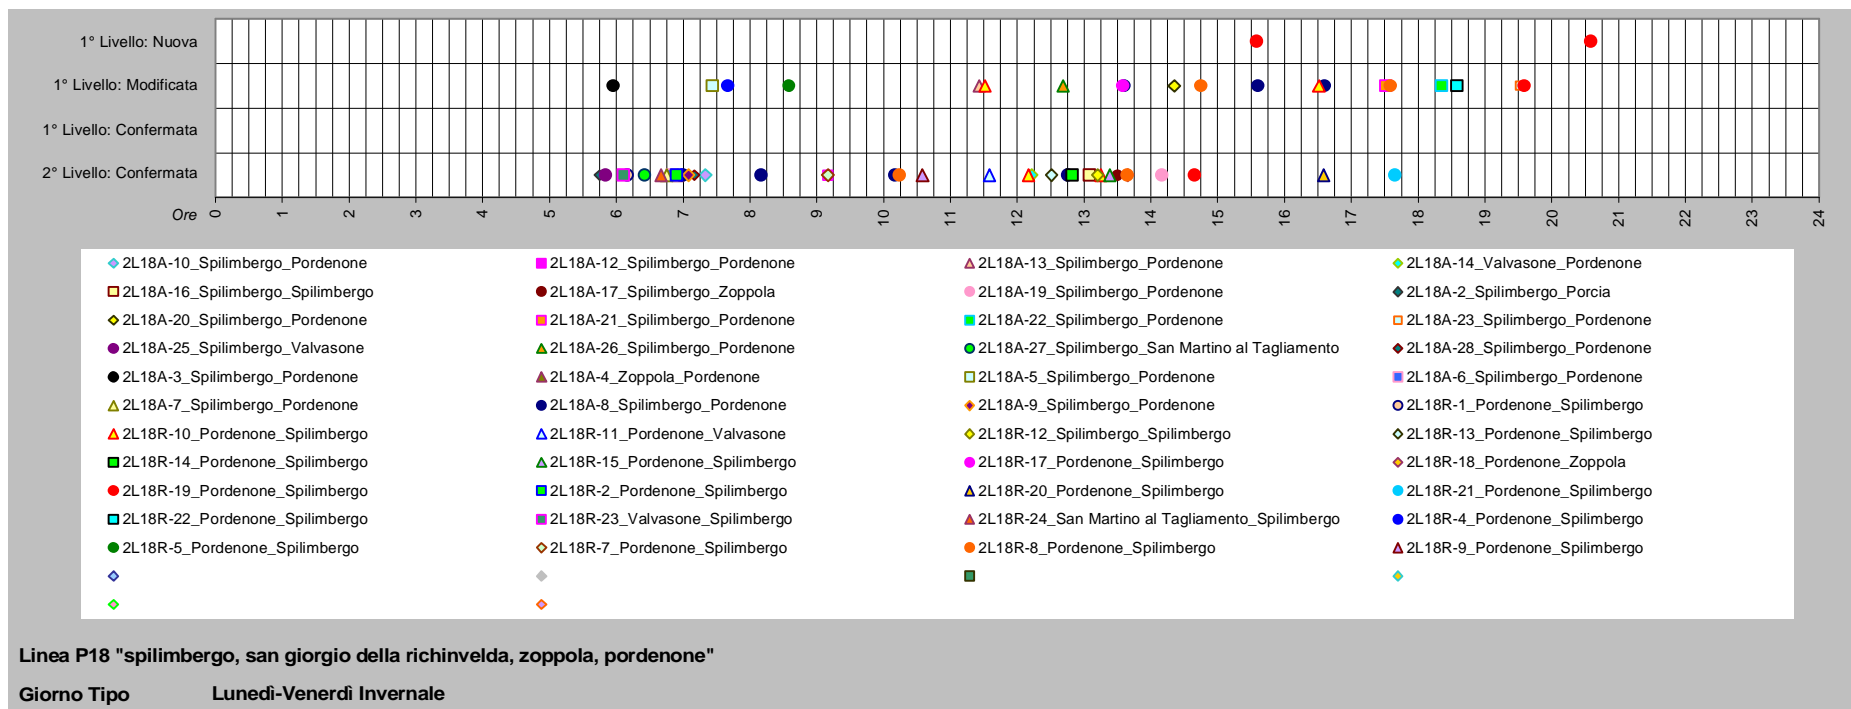 1° Livello: Nuova
1° Livello: Modificata
1° Livello: Confermata
2° Livello: Confermata
Ore 0 1 2 3 4 5 6 7 8 9 10 11 12 13 14 15 16 17 18 19 20 21 22 23 24
2L18A-10_Spilimbergo_Pordenone 2L18A-12_Spilimbergo_Pordenone 2L18A-13_Spilimbergo_Pordenone 2L18A-14_Valvasone_Pordenone
2L18A-16_Spilimbergo_Spilimbergo 2L18A-17_Spilimbergo_Zoppola 2L18A-19_Spilimbergo_Pordenone 2L18A-2_Spilimbergo_Porcia
2L18A-20_Spilimbergo_Pordenone 2L18A-21_Spilimbergo_Pordenone 2L18A-22_Spilimbergo_Pordenone 2L18A-23_Spilimbergo_Pordenone
2L18A-25_Spilimbergo_Valvasone 2L18A-26_Spilimbergo_Pordenone 2L18A-27_Spilimbergo_San Martino al Tagliamento 2L18A-28_Spilimbergo_Pordenone
2L18A-3_Spilimbergo_Pordenone 2L18A-4_Zoppola_Pordenone 2L18A-5_Spilimbergo_Pordenone 2L18A-6_Spilimbergo_Pordenone
2L18A-7_Spilimbergo_Pordenone 2L18A-8_Spilimbergo_Pordenone 2L18A-9_Spilimbergo_Pordenone 2L18R-1_Pordenone_Spilimbergo
2L18R-10_Pordenone_Spilimbergo 2L18R-11_Pordenone_Valvasone 2L18R-12_Spilimbergo_Spilimbergo 2L18R-13_Pordenone_Spilimbergo
2L18R-14_Pordenone_Spilimbergo 2L18R-15_Pordenone_Spilimbergo 2L18R-17_Pordenone_Spilimbergo 2L18R-18_Pordenone_Zoppola
2L18R-19_Pordenone_Spilimbergo 2L18R-2_Pordenone_Spilimbergo 2L18R-20_Pordenone_Spilimbergo 2L18R-21_Pordenone_Spilimbergo
2L18R-22_Pordenone_Spilimbergo 2L18R-23_Valvasone_Spilimbergo 2L18R-24_San Martino al Tagliamento_Spilimbergo 2L18R-4_Pordenone_Spilimbergo
2L18R-5_Pordenone_Spilimbergo 2L18R-7_Pordenone_Spilimbergo 2L18R-8_Pordenone_Spilimbergo 2L18R-9_Pordenone_Spilimbergo
Linea P18 "spilimbergo, san giorgio della richinvelda, zoppola, pordenone"
Giorno Tipo Lunedì-Venerdì Invernale